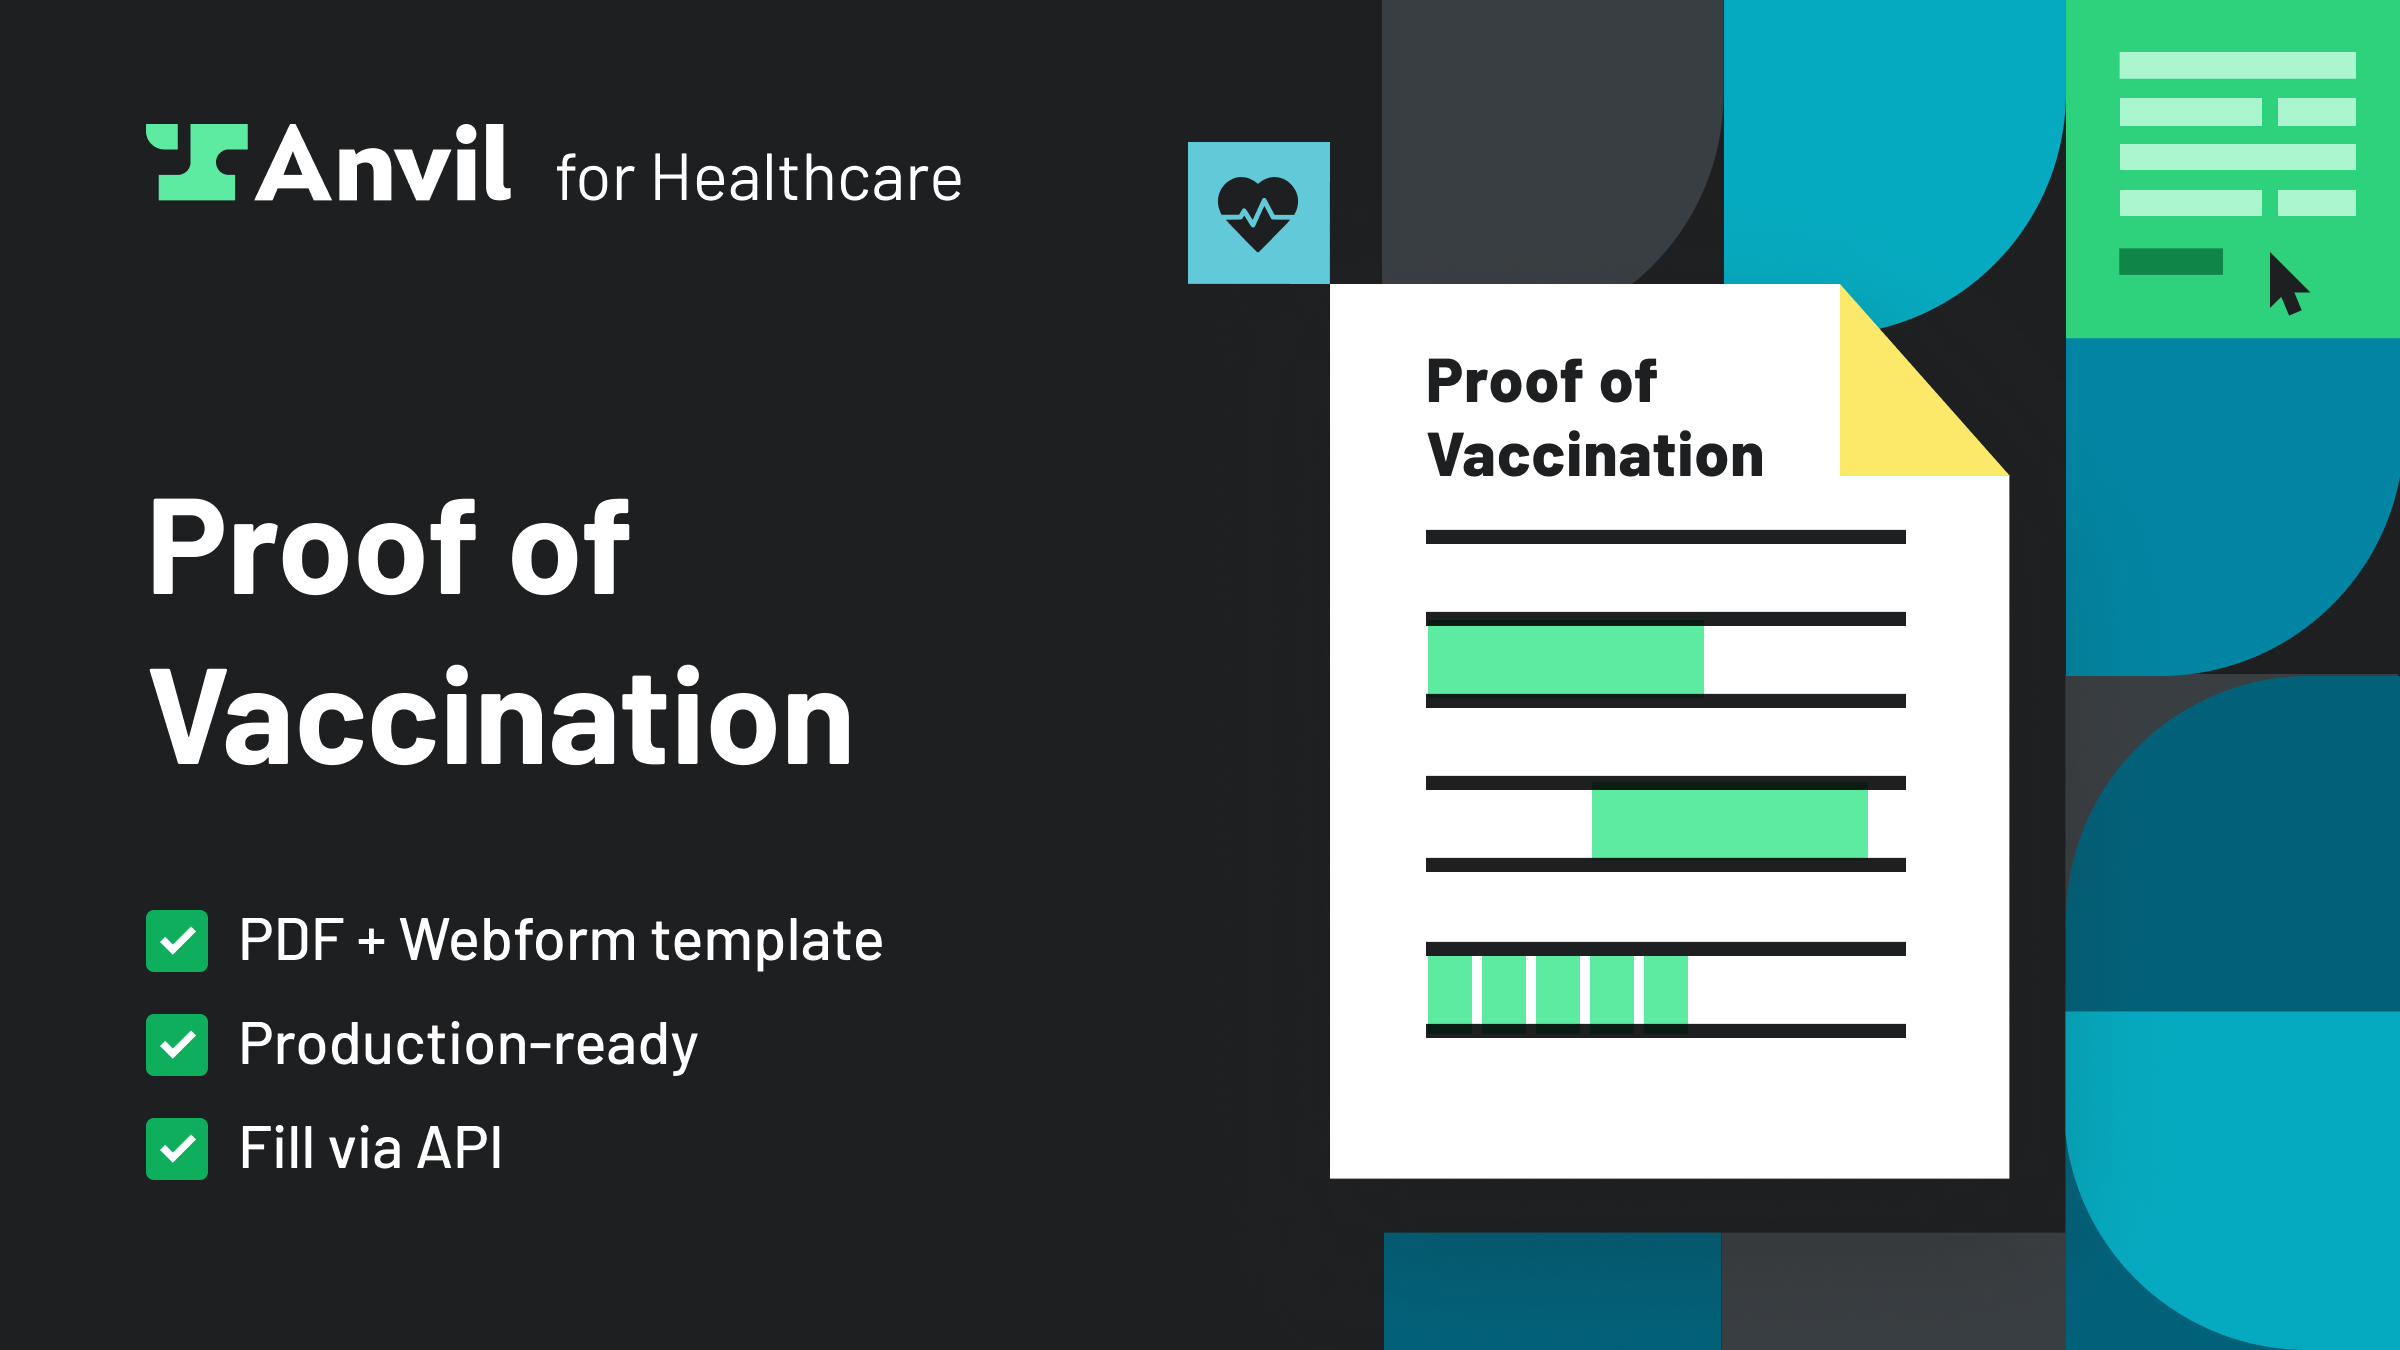 Anvil for Healthcare
Proof of
Vaccination
PDF + Webform template
Production-ready
Fill via API
Proof of
Vaccination